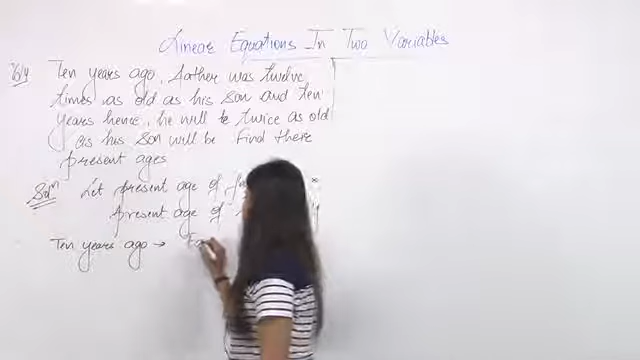 Linear Equations In Two Variables
Ten years ago, father was twelve
times as old as his son and ten
years hence, he will be twice as old
as his son will be Find there
present ages
Solⁿ Let present age of x
present age of y
Ten years ago → Fa